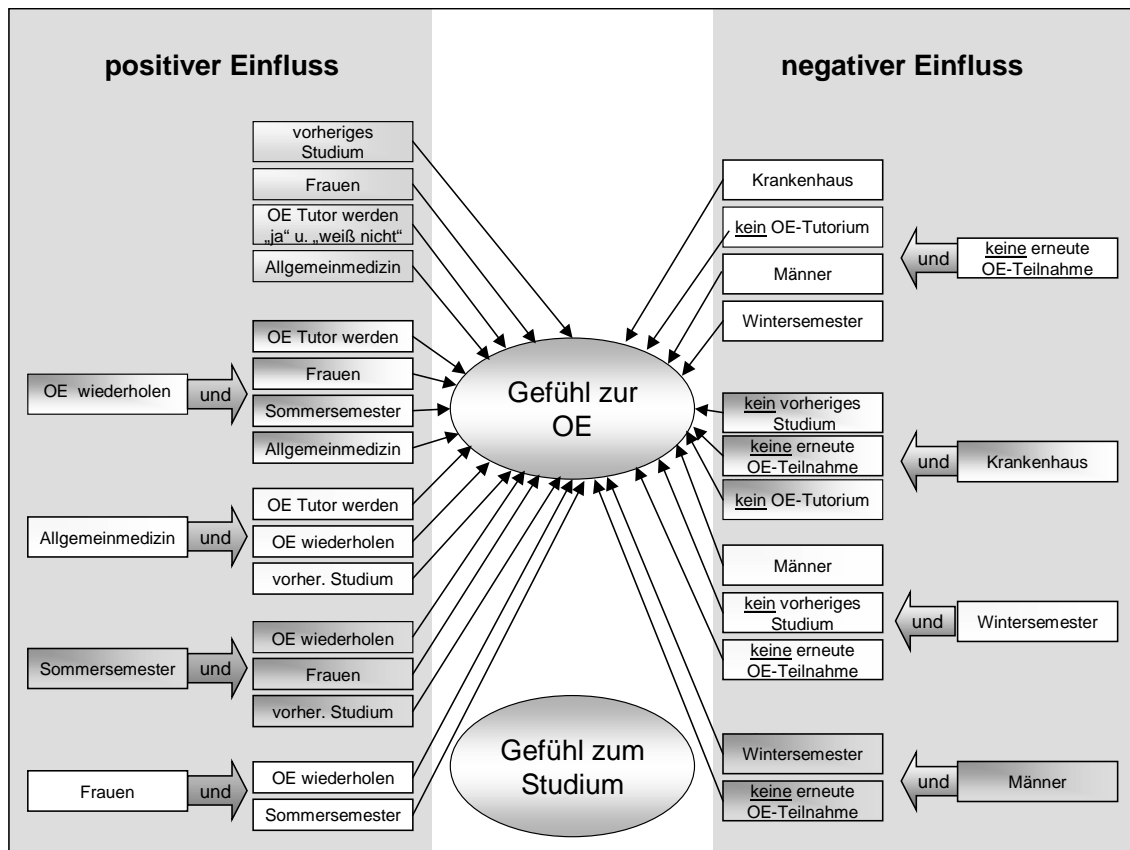 positiver Einfluss
negativer Einfluss
vorheriges
Studium
Frauen
OE Tutor werden
„ja“ u. „weiß nicht“
Allgemeinmedizin
OE wiederholen
und
OE Tutor werden
Frauen
Sommersemester
Allgemeinmedizin
Allgemeinmedizin
und
OE Tutor werden
OE wiederholen
vorher. Studium
Sommersemester
und
OE wiederholen
Frauen
vorher. Studium
Frauen
und
OE wiederholen
Sommersemester
Gefühl zur
OE
Gefühl zum
Studium
Krankenhaus
kein OE-Tutorium
Männer
Wintersemester
und
keine erneute
OE-Teilnahme
kein vorheriges
Studium
keine erneute
OE-Teilnahme
kein OE-Tutorium
und
Krankenhaus
Männer
kein vorheriges
Studium
keine erneute
OE-Teilnahme
und
Wintersemester
Wintersemester
keine erneute
OE-Teilnahme
und
Männer